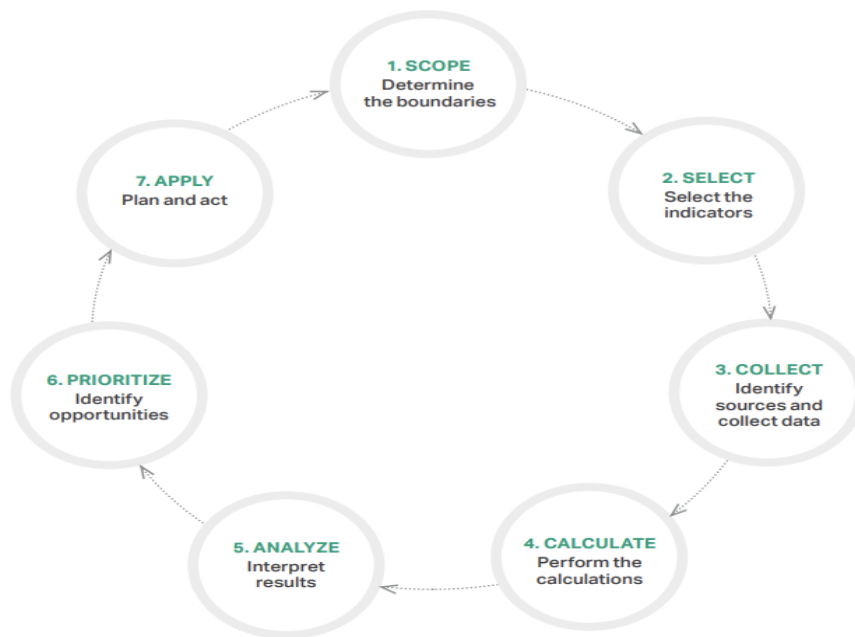 1. SCOPE
Determine
the boundaries
2. SELECT
Select the
indicators
3. COLLECT
Identify
sources and
collect data
4. CALCULATE
Perform the
calculations
5. ANALYZE
Interpret
results
6. PRIORITIZE
Identify
opportunities
7. APPLY
Plan and act